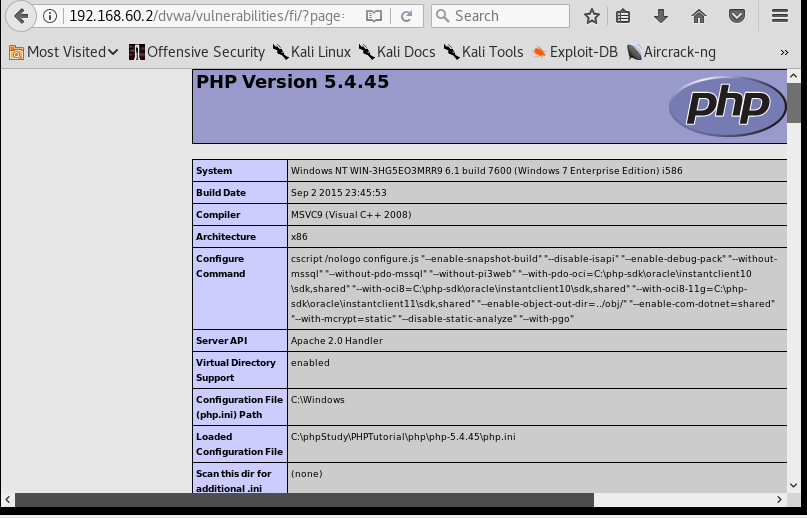 192.168.60.2/dvwa/vulnerabilities/fi/?page:
Search
Most Visited Offensive Security Kali Linux Kali Docs Kali Tools Exploit-DB Aircrack-ng »
PHP Version 5.4.45
php
System Windows NT WIN-3HG5EO3MRR9 6.1 build 7600 (Windows 7 Enterprise Edition) i586
Build Date Sep 2 2015 23:45:53
Compiler MSVC9 (Visual C++ 2008)
Architecture x86
Configure Command cscript /nologo configure.js "--enable-snapshot-build" "--disable-isapi" "--enable-debug-pack" "--without-
mssql" "--without-pdo-mssql" "--without-pi3web" "--with-pdo-oci=C:\php-sdk\oracle\instantclient10
\sdk,shared" "--with-oci8=C:\php-sdk\oracle\instantclient10\sdk,shared" "--with-oci8-11g=C:\php-
sdk\oracle\instantclient11\sdk,shared" "--enable-object-out-dir=../obj/" "--enable-com-dotnet=shared"
"--with-mcrypt=static" "--disable-static-analyze" "--with-pgo"
Server API Apache 2.0 Handler
Virtual Directory
Support
enabled
Configuration File
(php.ini) Path
C:\Windows
Loaded
Configuration File
C:\phpStudy\PHPTutorial\php\php-5.4.45\php.ini
Scan this dir for
additional .ini
(none)